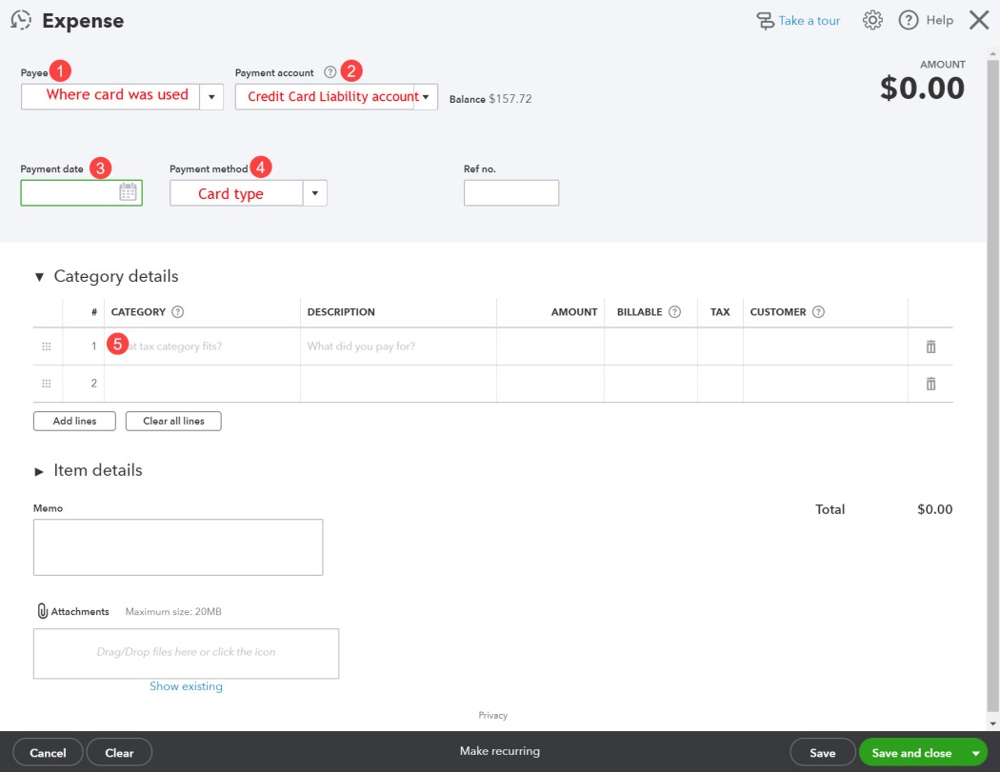 Expense
Take a tour
Help
Payee 1
Payment account ? 2
AMOUNT
$0.00
Where card was used
Credit Card Liability account
Balance $157.72
Payment date 3
Payment method 4
Ref no.
Card type
Category details
# CATEGORY ? DESCRIPTION AMOUNT BILLABLE ? TAX CUSTOMER ?
1 5 at tax category fits? What did you pay for?
2
Add lines Clear all lines
Item details
Memo
Total $0.00
Attachments Maximum size: 20MB
Drag/Drop files here or click the icon
Show existing
Privacy
Cancel Clear Make recurring Save Save and close